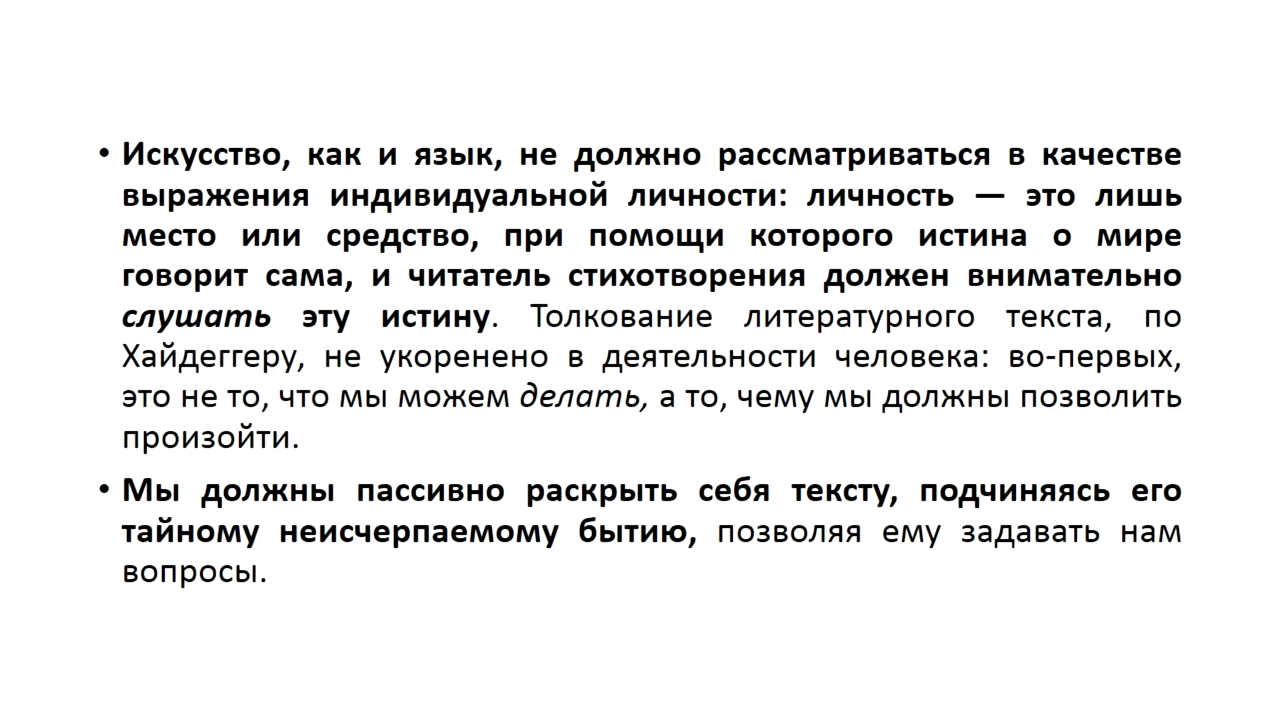 • Искусство, как и язык, не должно рассматриваться в качестве
выражения индивидуальной личности: личность — это лишь
место или средство, при помощи которого истина о мире
говорит сама, и читатель стихотворения должен внимательно
слушать эту истину. Толкование литературного текста, по
Хайдеггеру, не укоренено в деятельности человека: во-первых,
это не то, что мы можем делать, а то, чему мы должны позволить
произойти.
• Мы должны пассивно раскрыть себя тексту, подчиняясь его
тайному неисчерпаемому бытию, позволяя ему задавать нам
вопросы.